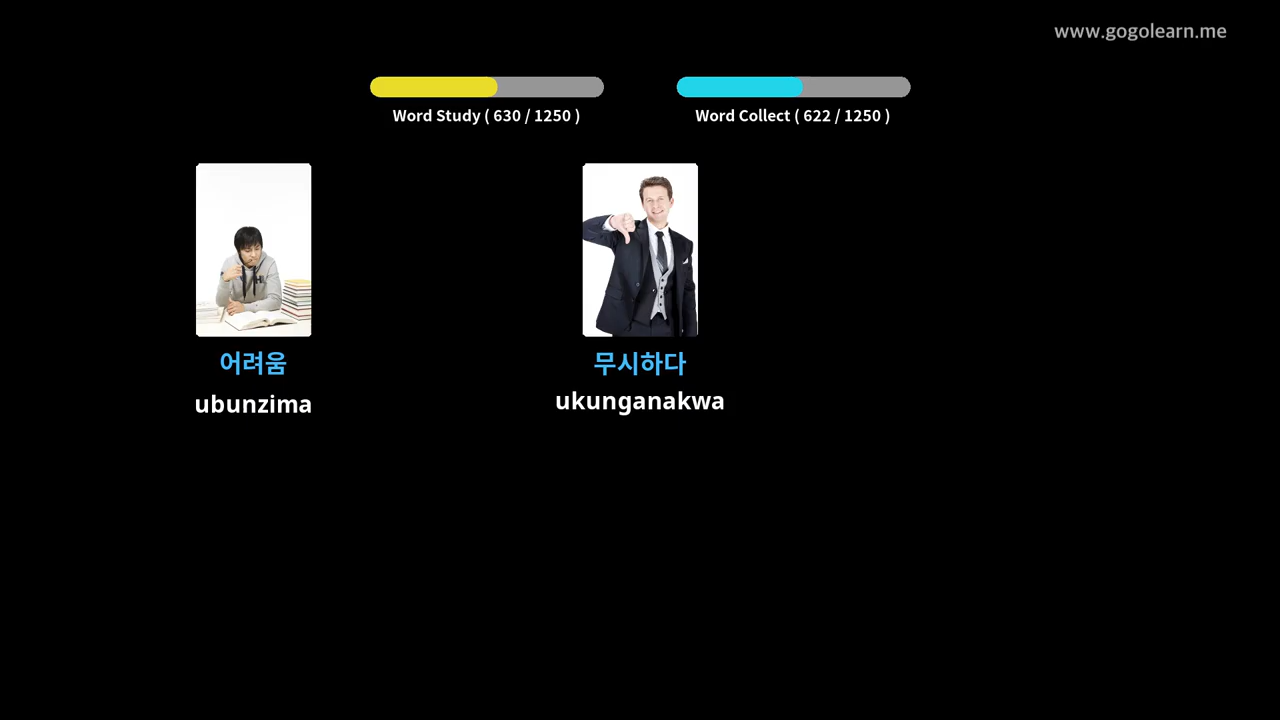 www.gogolearn.me
Word Study ( 630 / 1250 )
Word Collect ( 622 / 1250 )
어려움
ubunzima
무시하다
ukunganakwa